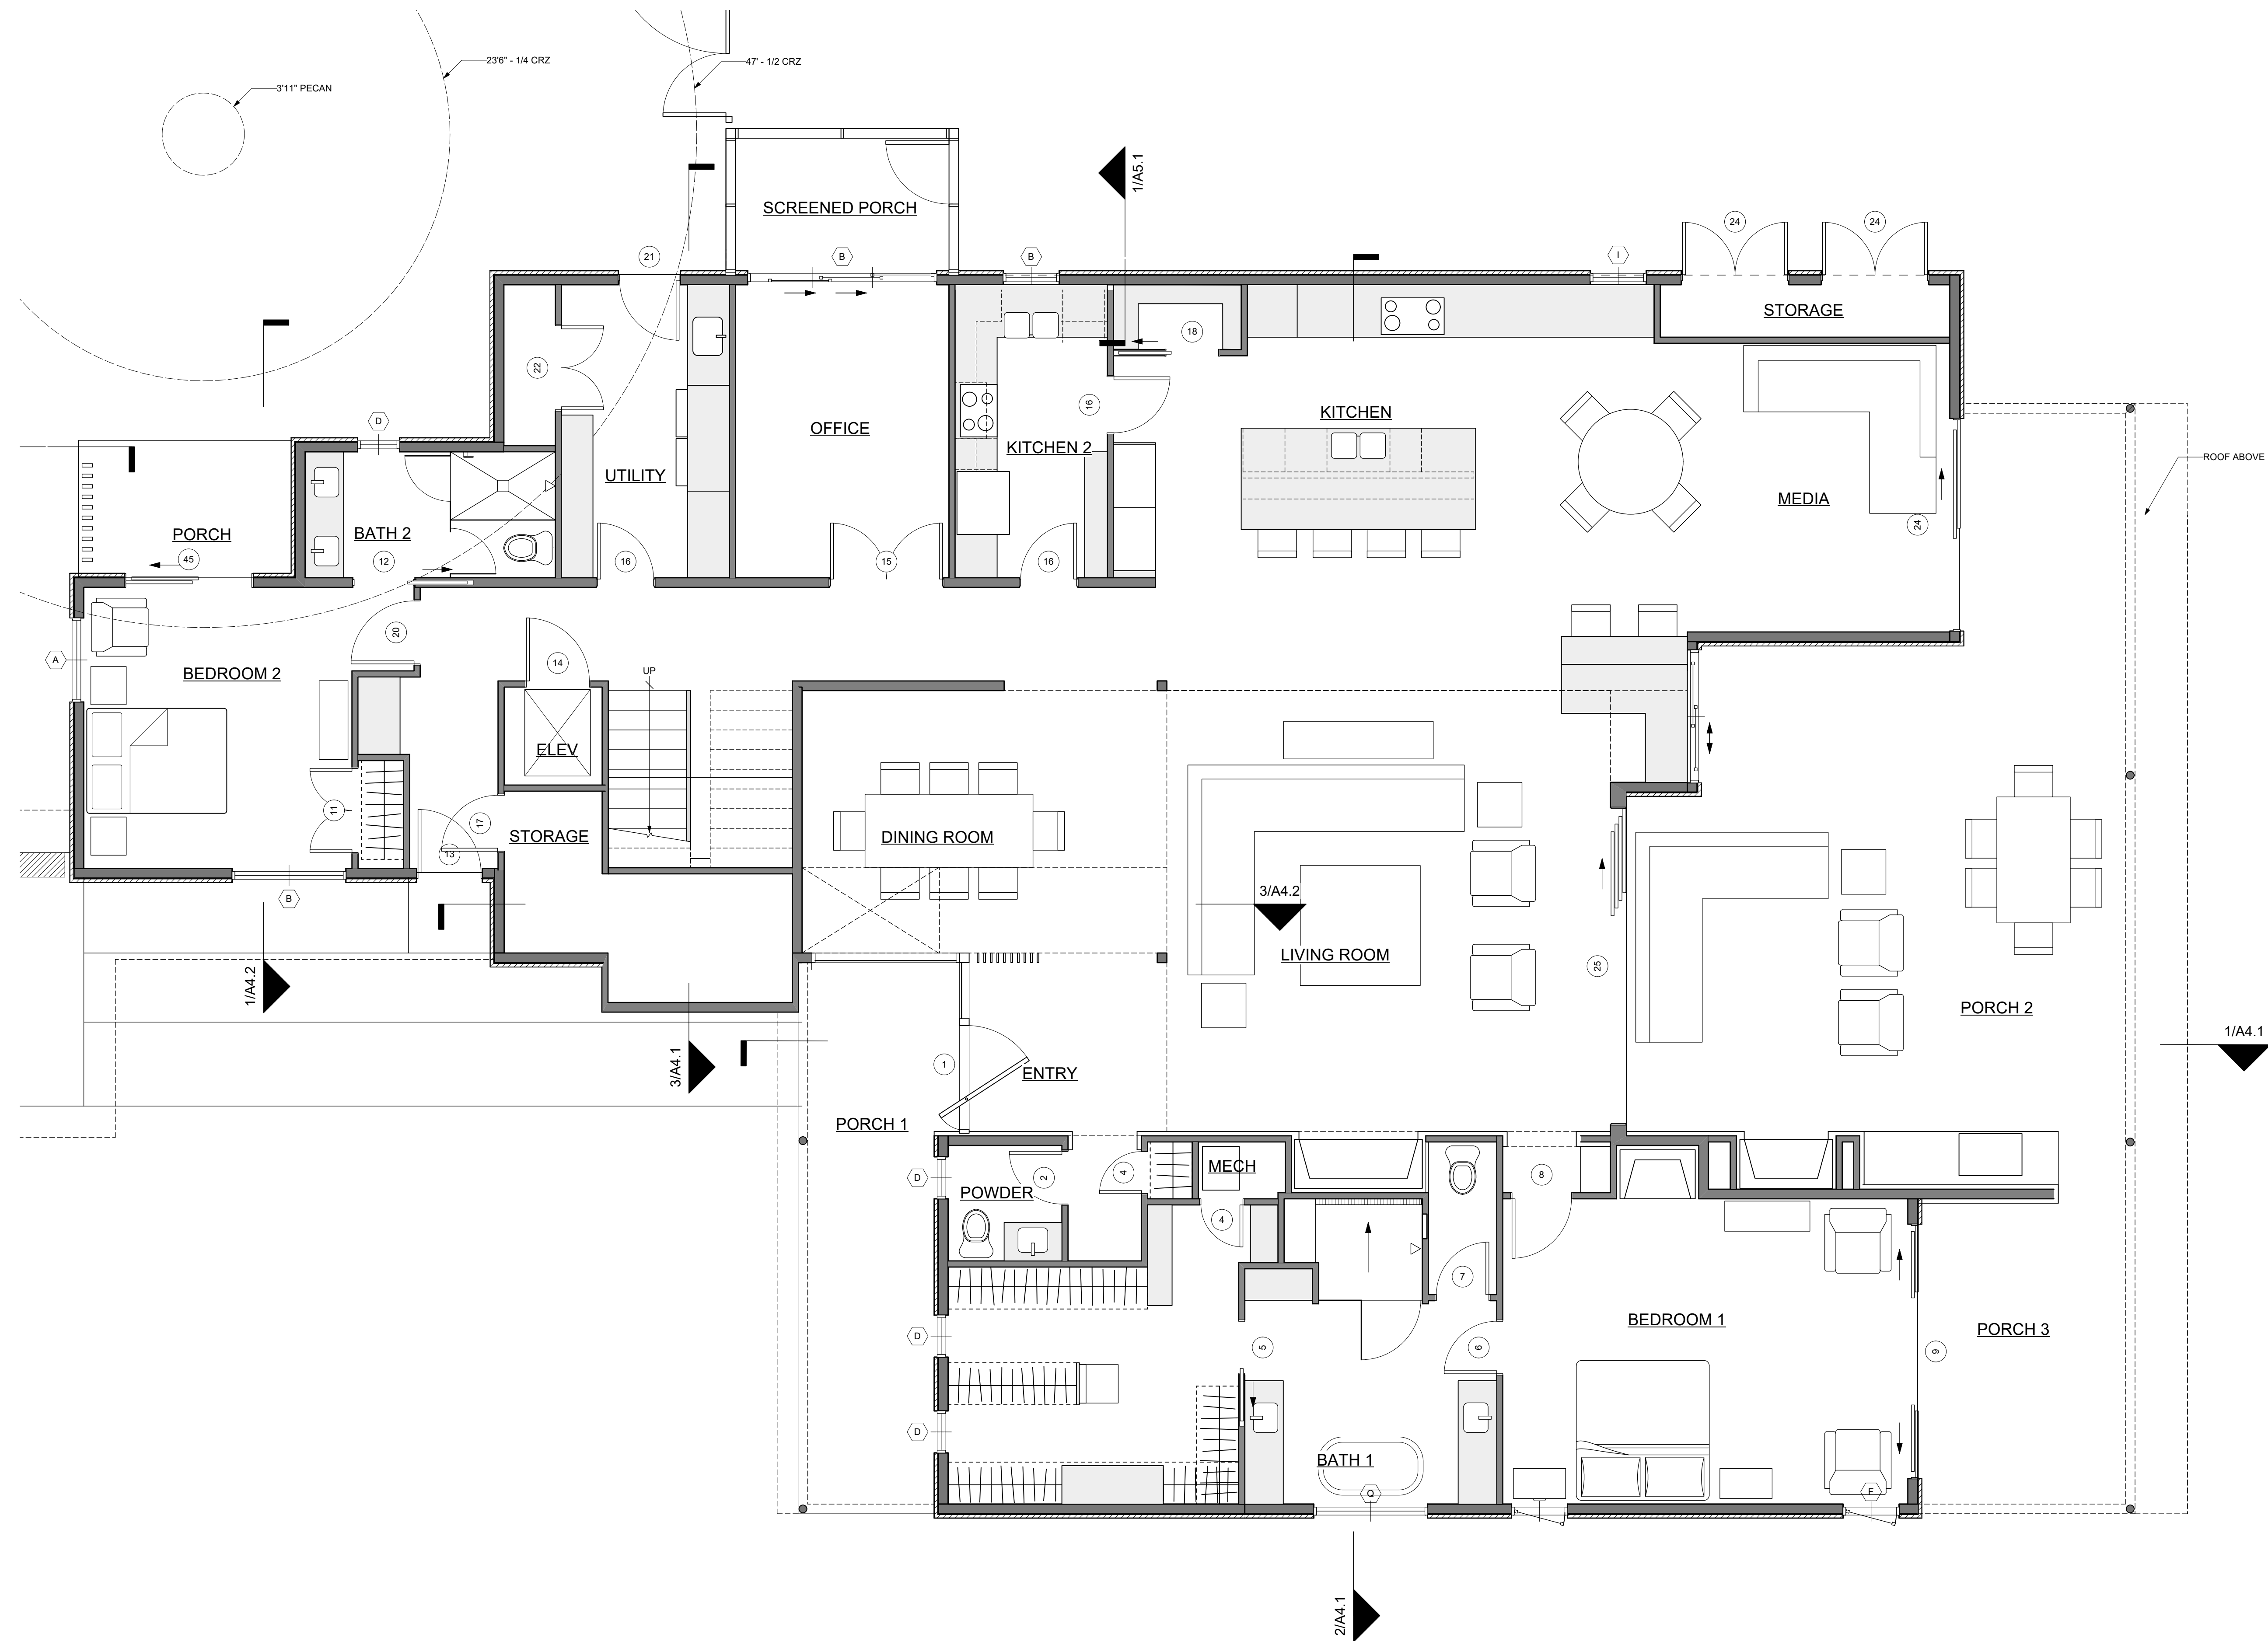 23'6" - 1/4 CRZ
47' - 1/2 CRZ
3'11" PECAN
1/A5.1
SCREENED PORCH
24
24
21
B
B
I
STORAGE
18
22
16
KITCHEN
D
OFFICE
KITCHEN 2
ROOF ABOVE
UTILITY
MEDIA
24
PORCH
BATH 2
45
12
16
15
16
20
A
BEDROOM 2
14
UP
ELEV
11
17
STORAGE
13
DINING ROOM
B
3/A4.2
LIVING ROOM
25
1/A4.2
PORCH 2
1/A4.1
3/A4.1
1
ENTRY
PORCH 1
D
2
4
MECH
8
POWDER
4
7
BEDROOM 1
PORCH 3
D
5
6
9
D
BATH 1
Q
F
2/A4.1